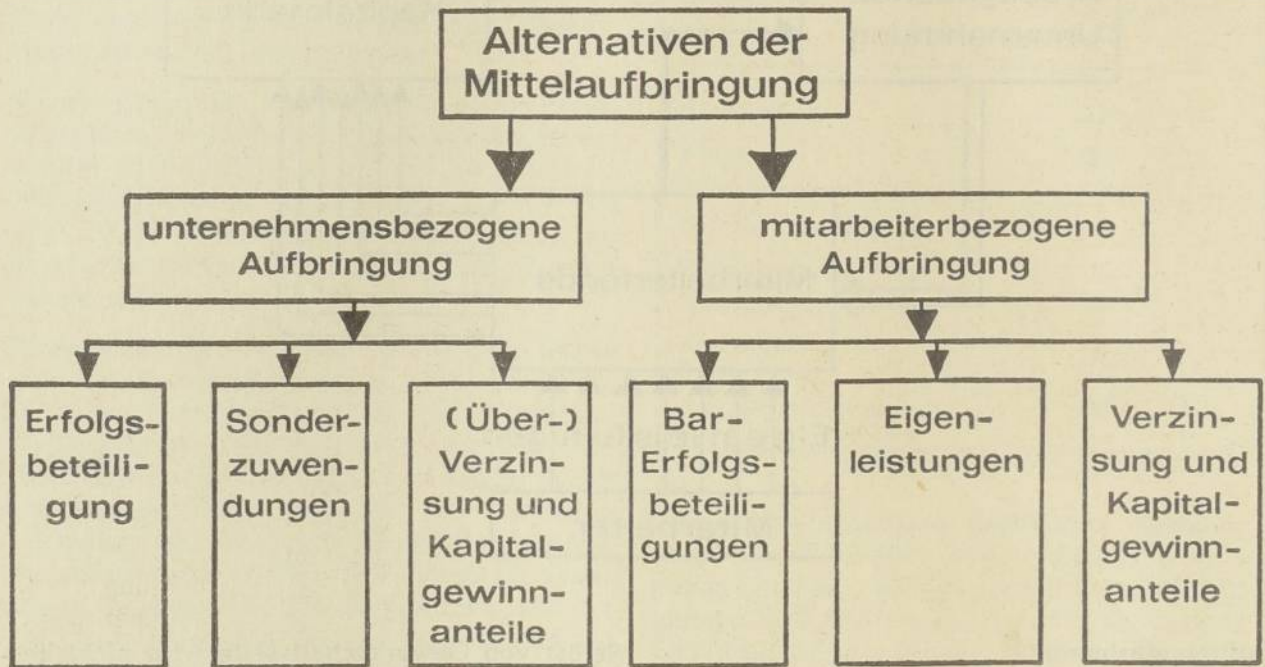 Alternativen der
Mittelaufbringung
unternehmensbezogene
Aufbringung
mitarbeiterbezogene
Aufbringung
Erfolgs-
beteili-
gung
Sonder-
zuwen-
dungen
(Über-)
Verzin-
sung und
Kapital-
gewinn-
anteile
Bar-
Erfolgs-
beteili-
gungen
Eigen-
leistungen
Verzin-
sung und
Kapital-
gewinn-
anteile